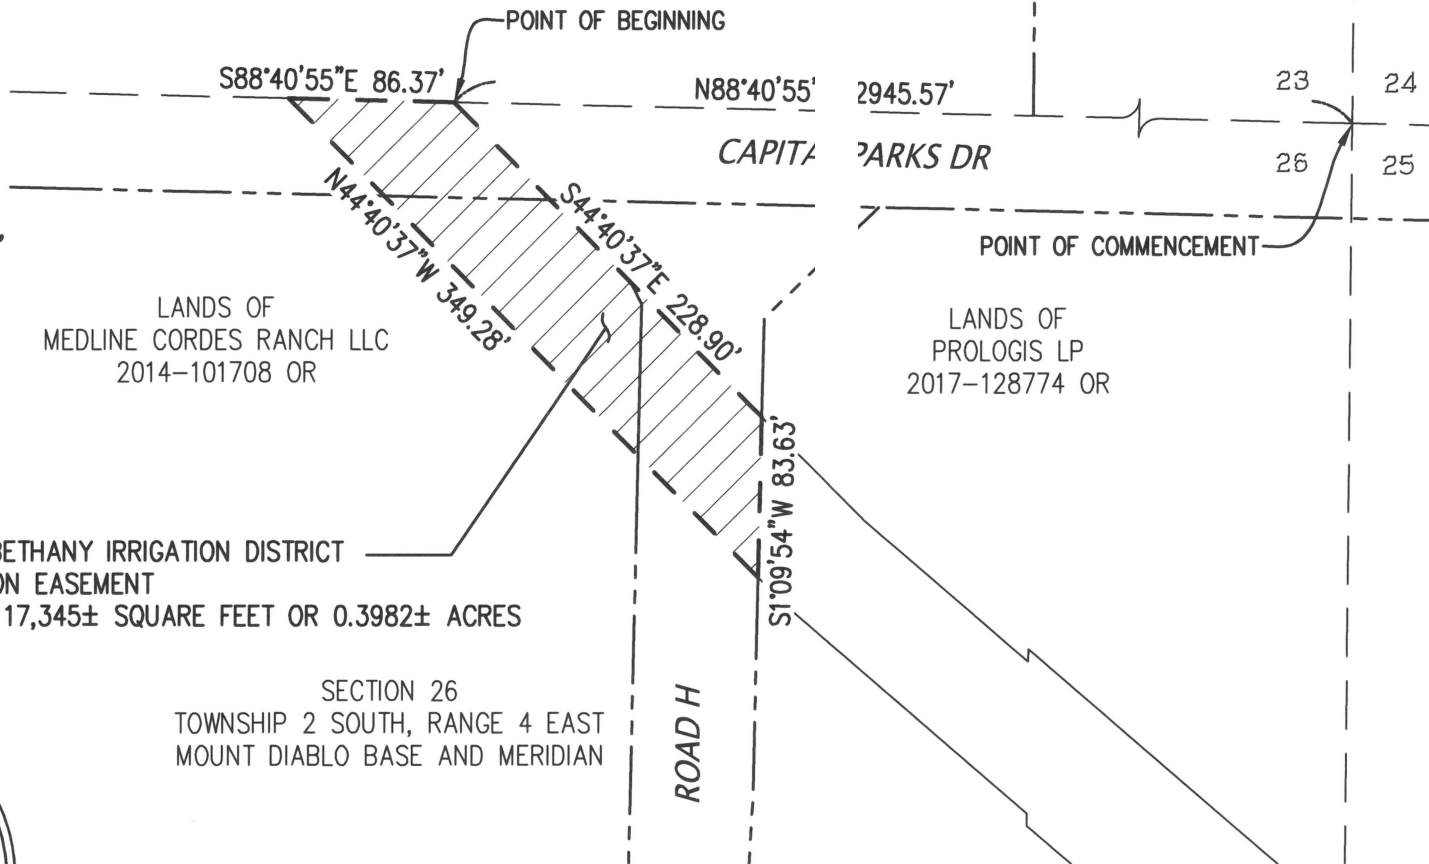 POINT OF BEGINNING
S88°40'55"E 86.37'
N88°40'55' 2945.57'
23 24
CAPITA PARKS DR
26 25
POINT OF COMMENCEMENT
N44°40'37"W 349.28'
S44°40'37"E 228.90'
LANDS OF
MEDLINE CORDES RANCH LLC
2014-101708 OR
LANDS OF
PROLOGIS LP
2017-128774 OR
S1°09'54"W 83.63'
BETHANY IRRIGATION DISTRICT
ON EASEMENT
17,345± SQUARE FEET OR 0.3982± ACRES
SECTION 26
TOWNSHIP 2 SOUTH, RANGE 4 EAST
MOUNT DIABLO BASE AND MERIDIAN
ROAD H